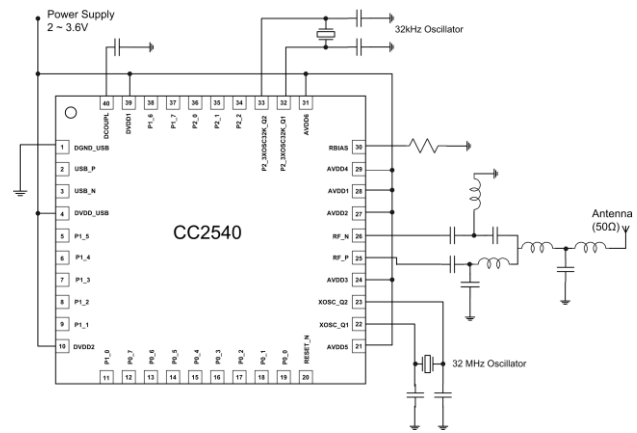 Power Supply
2 ~ 3.6V
32kHz Oscillator
40 39 38 37 36 35 34 33 32 31
DCOUPL DVDD1 P1_6 P1_7 P2_0 P2_1 P2_2 P2_3XOSC32K_Q2 P2_3XOSC32K_Q1 AVDD6
1 DGND_USB
2 USB_P
3 USB_N
4 DVDD_USB
5 P1_5
6 P1_4
7 P1_3
8 P1_2
9 P1_1
10 DVDD2
CC2540
RBIAS 30
AVDD4 29
AVDD1 28
AVDD2 27
RF_N 26
RF_P 25
AVDD3 24
XOSC_Q2 23
XOSC_Q1 22
AVDD5 21
Antenna
(50Ω)
P1_0 P0_7 P0_6 P0_5 P0_4 P0_3 P0_2 P0_1 P0_0 RESET_N
11 12 13 14 15 16 17 18 19 20
32 MHz Oscillator